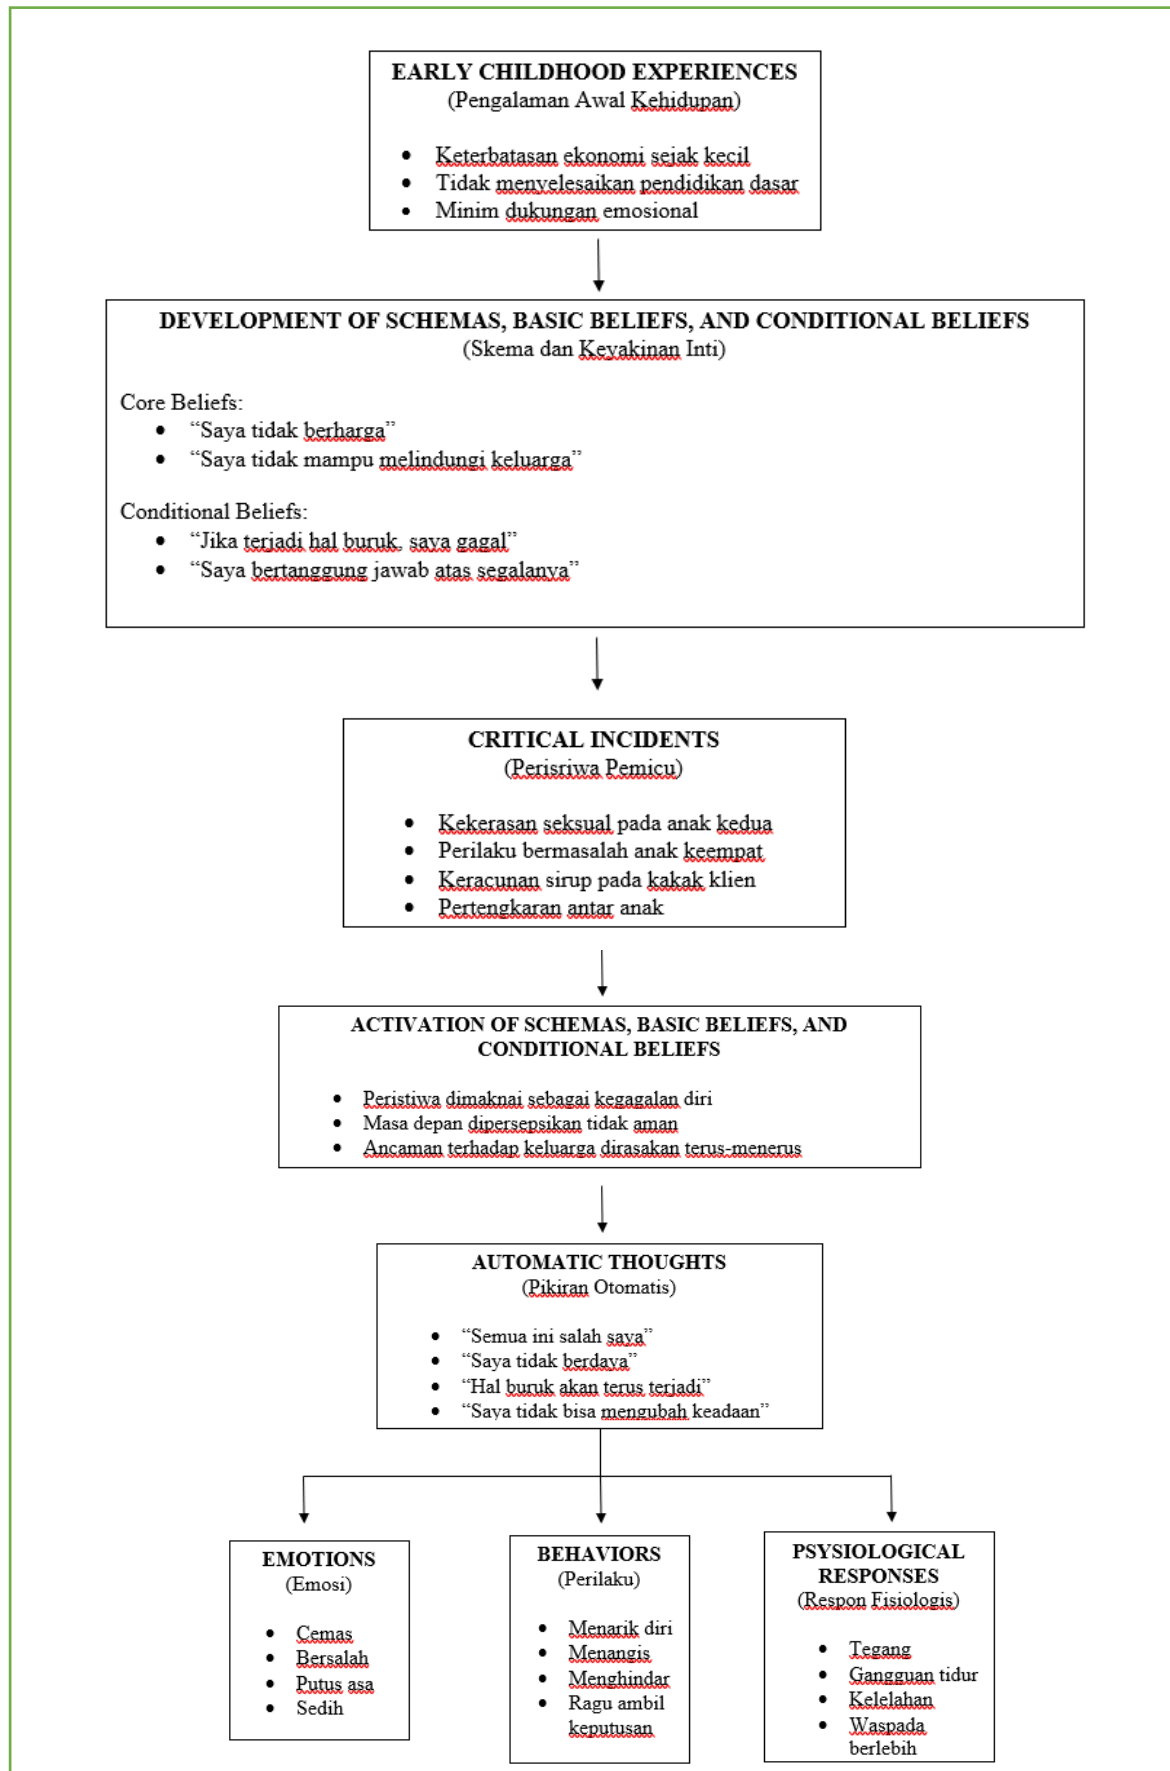 EARLY CHILDHOOD EXPERIENCES
(Pengalaman Awal Kehidupan)
• Keterbatasan ekonomi sejak kecil
• Tidak menyelesaikan pendidikan dasar
• Minim dukungan emosional
DEVELOPMENT OF SCHEMAS, BASIC BELIEFS, AND CONDITIONAL BELIEFS
(Skema dan Keyakinan Inti)
Core Beliefs:
• “Saya tidak berharga”
• “Saya tidak mampu melindungi keluarga”
Conditional Beliefs:
• “Jika terjadi hal buruk, saya gagal”
• “Saya bertanggung jawab atas segalanya”
CRITICAL INCIDENTS
(Perisriwa Pemicu)
• Kekerasan seksual pada anak kedua
• Perilaku bermasalah anak keempat
• Keracunan sirup pada kakak klien
• Pertengkaran antar anak
ACTIVATION OF SCHEMAS, BASIC BELIEFS, AND
CONDITIONAL BELIEFS
• Peristiwa dimaknai sebagai kegagalan diri
• Masa depan dipersepsikan tidak aman
• Ancaman terhadap keluarga dirasakan terus-menerus
AUTOMATIC THOUGHTS
(Pikiran Otomatis)
• “Semua ini salah saya”
• “Saya tidak berdaya”
• “Hal buruk akan terus terjadi”
• “Saya tidak bisa mengubah keadaan”
EMOTIONS
(Emosi)
• Cemas
• Bersalah
• Putus asa
• Sedih
BEHAVIORS
(Perilaku)
• Menarik diri
• Menangis
• Menghindar
• Ragu ambil
keputusan
PSYSIOLOGICAL
RESPONSES
(Respon Fisiologis)
• Tegang
• Gangguan tidur
• Kelelahan
• Waspada
berlebih